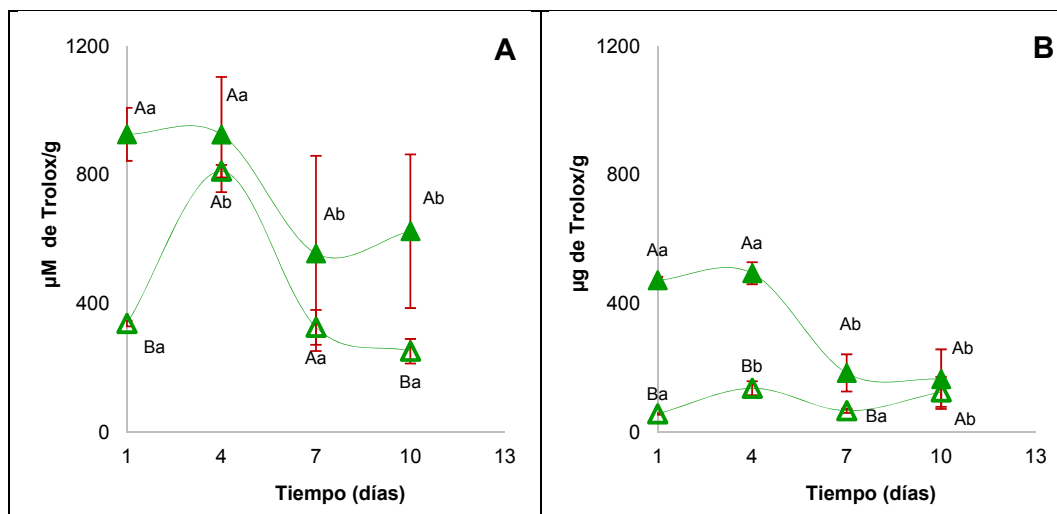 A
1200
800
400
0
µM de Trolox/g
Aa
Aa
Ab
Ab
Ab
Ba
Aa
Ba
1
4
7
10
13
Tiempo (días)
B
1200
800
400
0
µg de Trolox/g
Aa
Aa
Ab
Ab
Ba
Bb
Ba
Ab
1
4
7
10
13
Tiempo (días)